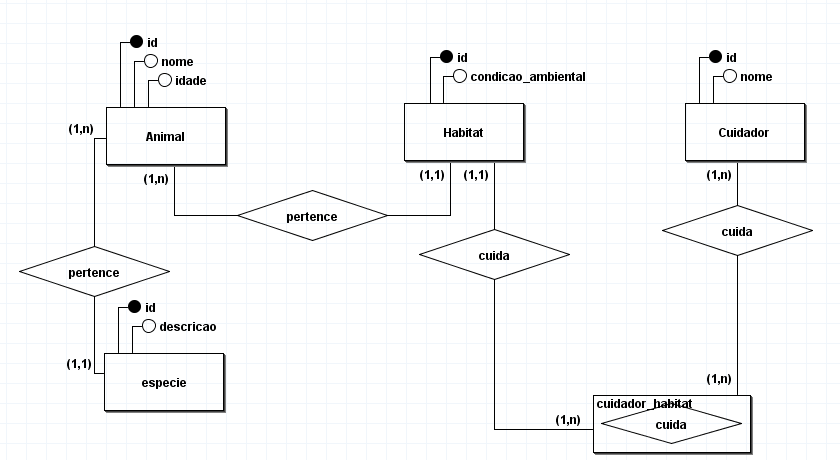 id
nome
idade
Animal
(1,n)
(1,n)
id
condicao_ambiental
Habitat
(1,1)
(1,1)
id
nome
Cuidador
(1,n)
pertence
cuida
cuida
pertence
id
descricao
(1,1)
especie
(1,n)
(1,n)
cuidador_habitat
cuida